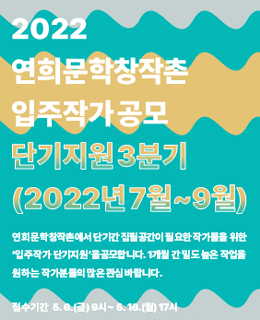 2022
연희문학창작촌
입주작가 공모
단기지원 3분기
(2022년 7월~9월)
연희문학창작촌에서 단기간 집필공간이 필요한 작가들을 위한
'입주작가 단기지원'을 공모합니다. 1개월 간 밀도 높은 작업을
원하는 작가분들의 많은 관심 바랍니다.
접수기간 5. 6.(금) 9시~ 5. 16.(월) 17시